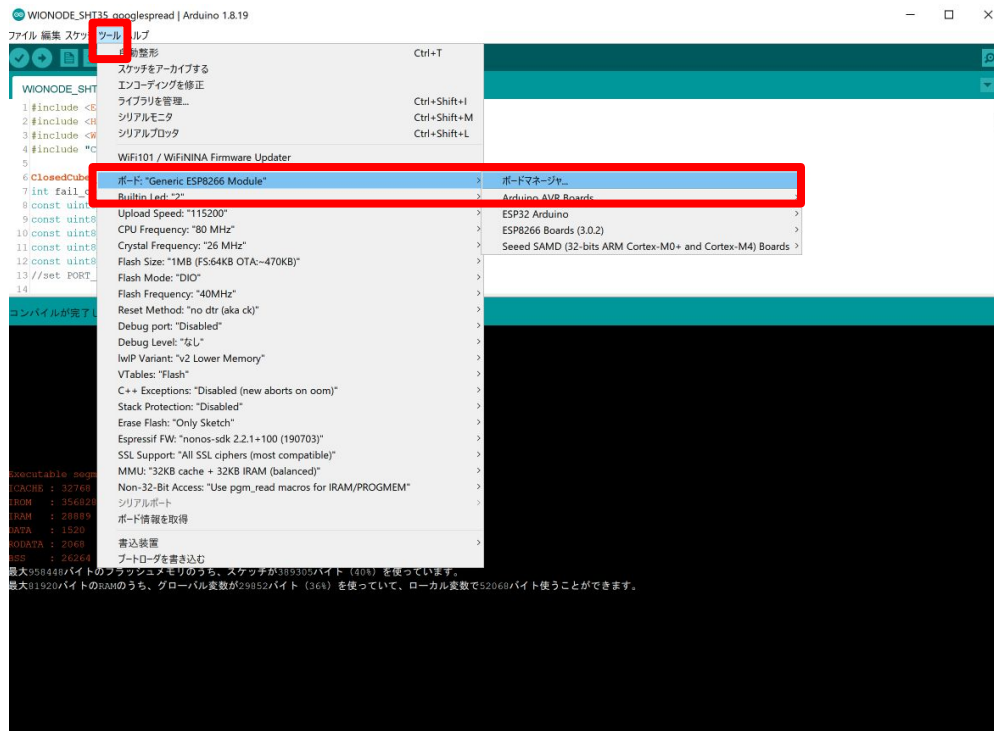 WIONODE_SHT35_googlespread | Arduino 1.8.19
ファイル 編集 スケッチ ツール ヘルプ
自動整形 Ctrl+T
スケッチをアーカイブする
エンコーディングを修正
ライブラリを管理... Ctrl+Shift+I
シリアルモニタ Ctrl+Shift+M
シリアルプロッタ Ctrl+Shift+L
WiFi101 / WiFiNINA Firmware Updater
ボード: "Generic ESP8266 Module"
Builtin Led: "2"
Upload Speed: "115200"
CPU Frequency: "80 MHz"
Crystal Frequency: "26 MHz"
Flash Size: "1MB (FS:64KB OTA:~470KB)"
Flash Mode: "DIO"
Flash Frequency: "40MHz"
Reset Method: "no dtr (aka ck)"
Debug port: "Disabled"
Debug Level: "なし"
lwIP Variant: "v2 Lower Memory"
VTables: "Flash"
C++ Exceptions: "Disabled (new aborts on oom)"
Stack Protection: "Disabled"
Erase Flash: "Only Sketch"
Espressif FW: "nonos-sdk 2.2.1+100 (190703)"
SSL Support: "All SSL ciphers (most compatible)"
MMU: "32KB cache + 32KB IRAM (balanced)"
Non-32-Bit Access: "Use pgm_read macros for IRAM/PROGMEM"
シリアルポート
ボード情報を取得
書込装置
ブートローダを書き込む
ボードマネージャ...
Arduino AVR Boards
ESP32 Arduino
ESP8266 Boards (3.0.2)
Seeed SAMD (32-bits ARM Cortex-M0+ and Cortex-M4) Boards
WIONODE_SHT
1 #include <E
2 #include <H
3 #include <W
4 #include "C
5
6 ClosedCube
7 int fail_c
8 const uint
9 const uint8
10 const uint8
11 const uint8
12 const uint8
13 //set PORT_
14
コンパイルが完了し
Executable segm
ICACHE : 32768
IROM : 356828
IRAM : 28889
DATA : 1520
RODATA : 2068
BSS : 26264
最大958448バイトのフラッシュメモリのうち、スケッチが389305バイト（40%）を使っています。
最大81920バイトのRAMのうち、グローバル変数が29852バイト（36%）を使っていて、ローカル変数で52068バイト使うことができます。